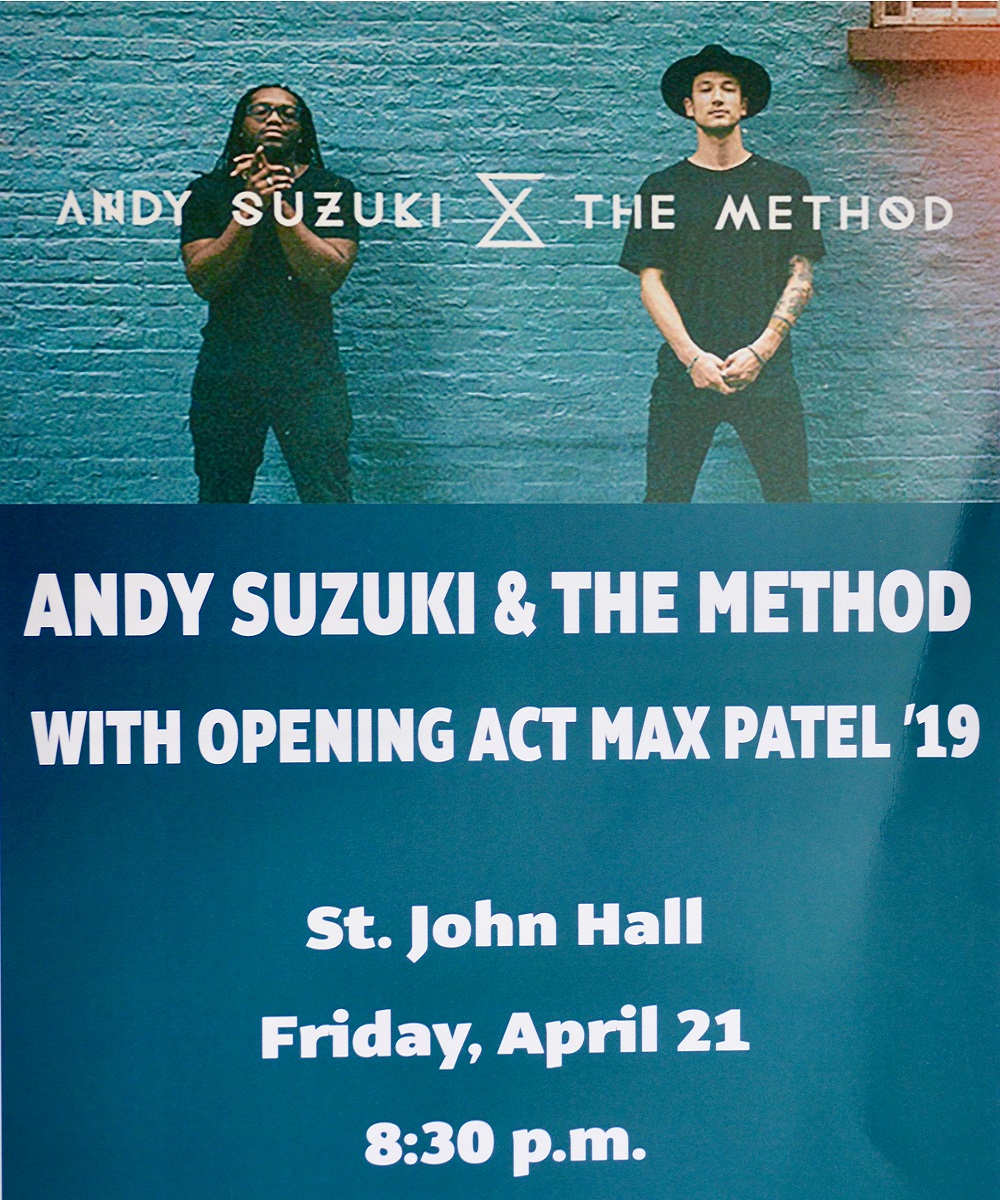 ANDY SUZUKI & THE METHOD
ANDY SUZUKI & THE METHOD
WITH OPENING ACT MAX PATEL '19
St. John Hall
Friday, April 21
8:30 p.m.